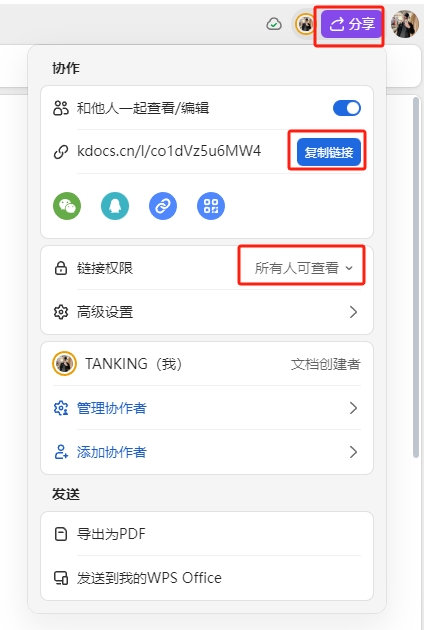 分享
协作
和他人一起查看/编辑
kdocs.cn/l/co1dVz5u6MW4 复制链接
链接权限 所有人可查看
高级设置
TANKING（我） 文档创建者
管理协作者
添加协作者
发送
导出为PDF
发送到我的WPS Office